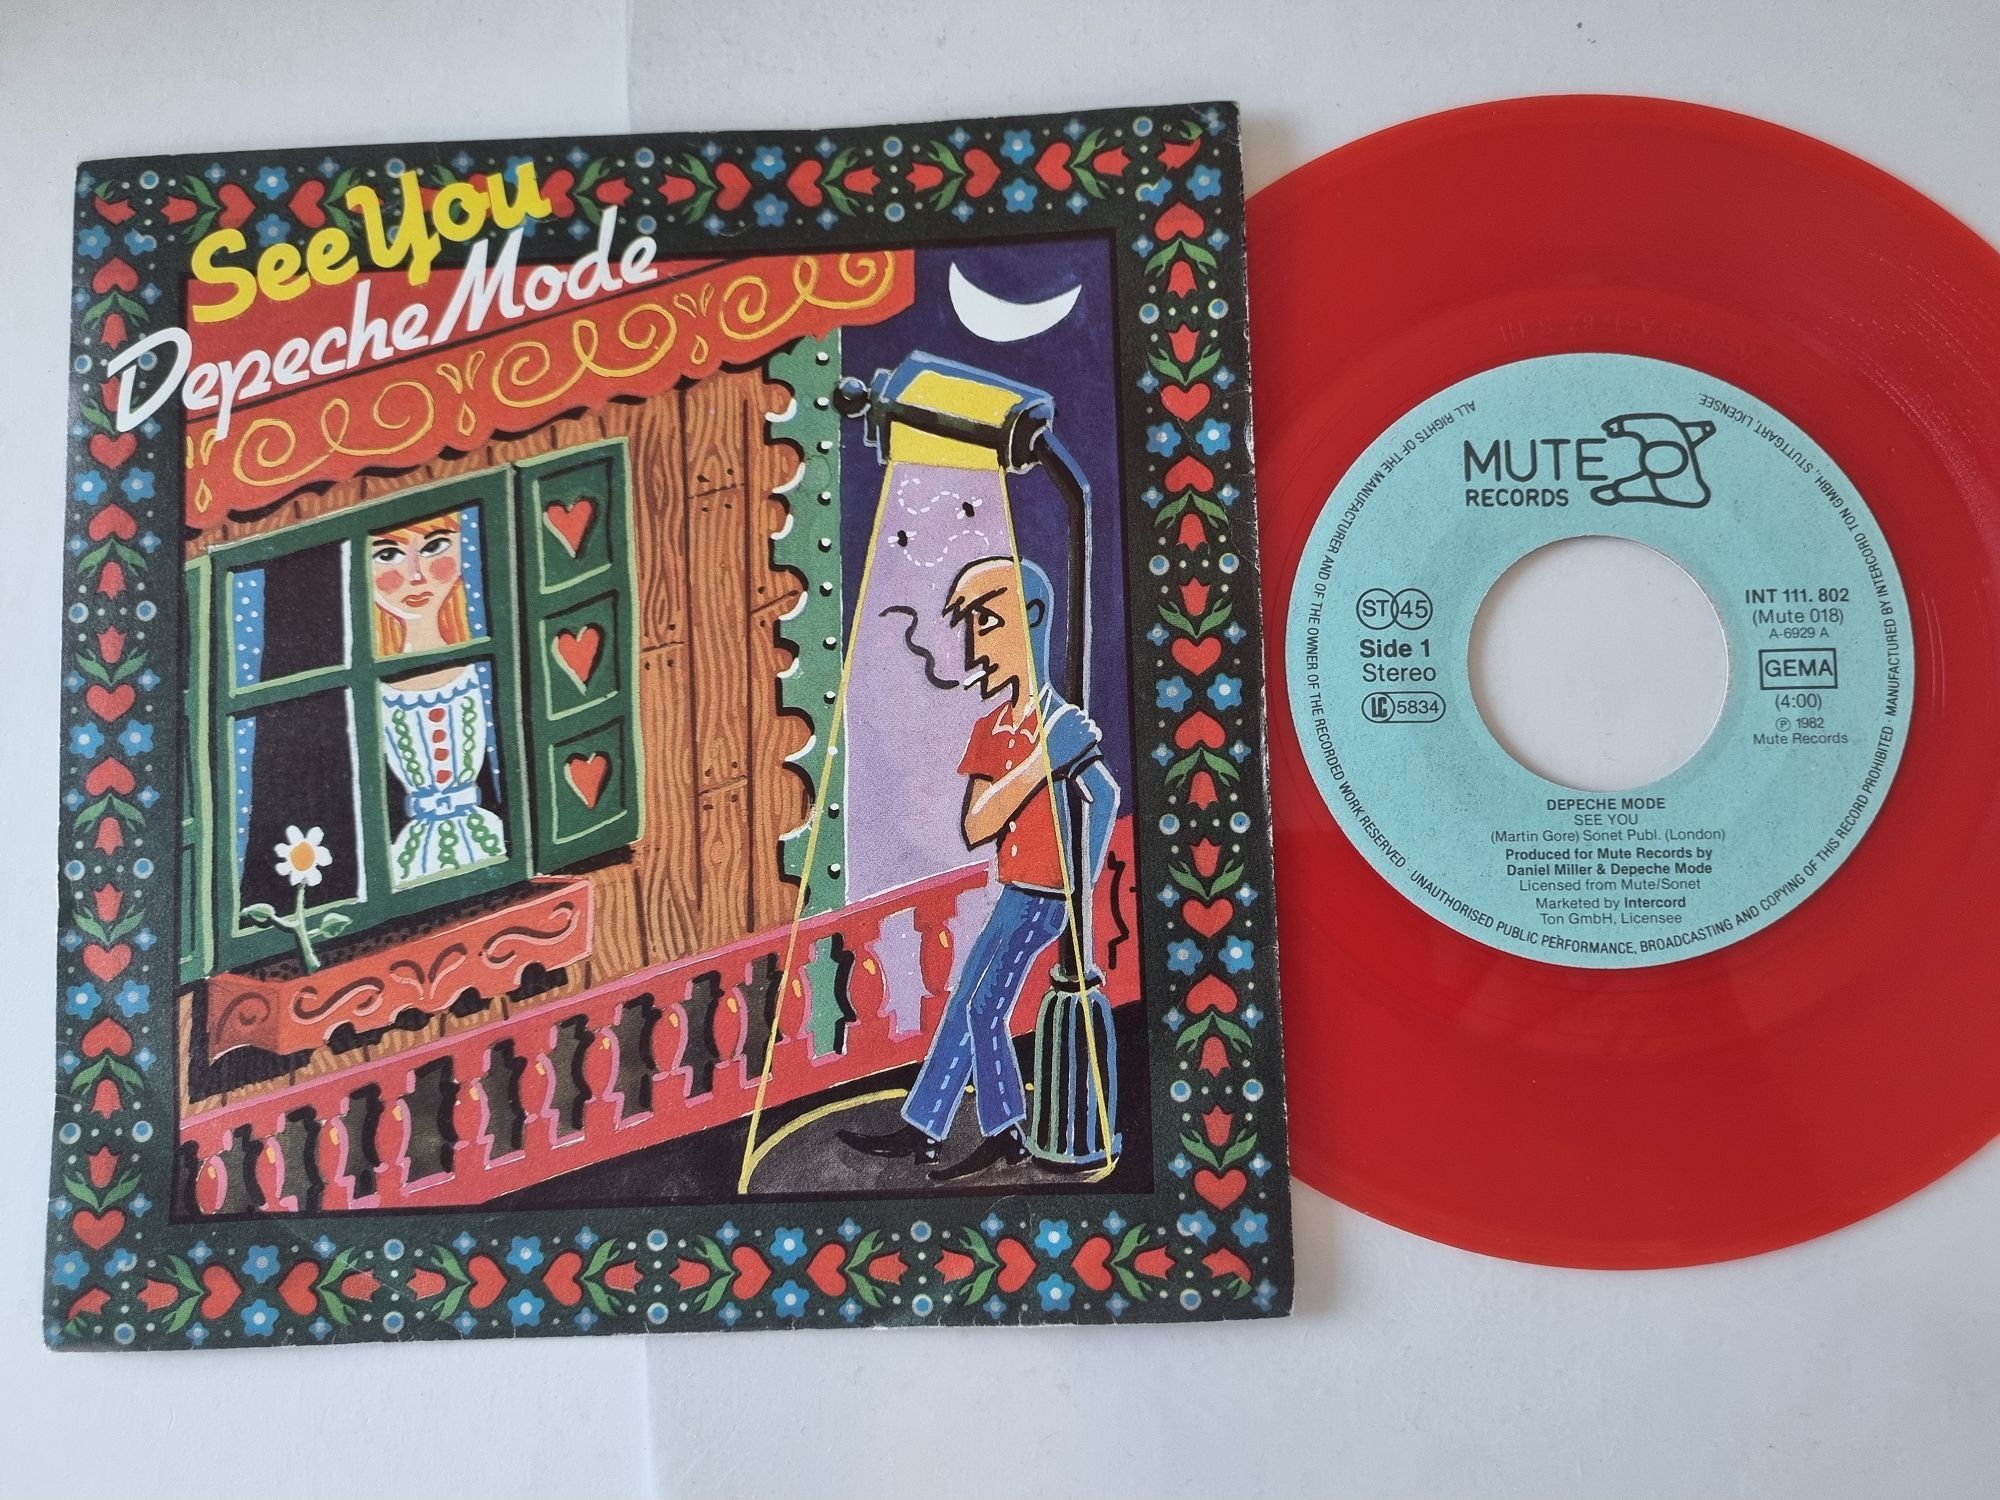 See You
Depeche Mode
MUTE
RECORDS
ST 45
Side 1
Stereo
LC 5834
INT 111. 802
(Mute 018)
A-6929 A
GEMA
(4:00)
℗ 1982
Mute Records
DEPECHE MODE
SEE YOU
(Martin Gore) Sonet Publ. (London)
Produced for Mute Records by
Daniel Miller & Depeche Mode
Licensed from Mute/Sonet
Marketed by Intercord
Ton GmbH, Licensee
ALL RIGHTS OF THE MANUFACTURER AND OF THE OWNER OF THE RECORDED WORK RESERVED · UNAUTHORISED PUBLIC PERFORMANCE, BROADCASTING AND COPYING OF THIS RECORD PROHIBITED · MANUFACTURED BY INTERCORD TON GMBH, STUTTGART, LICENSEE.